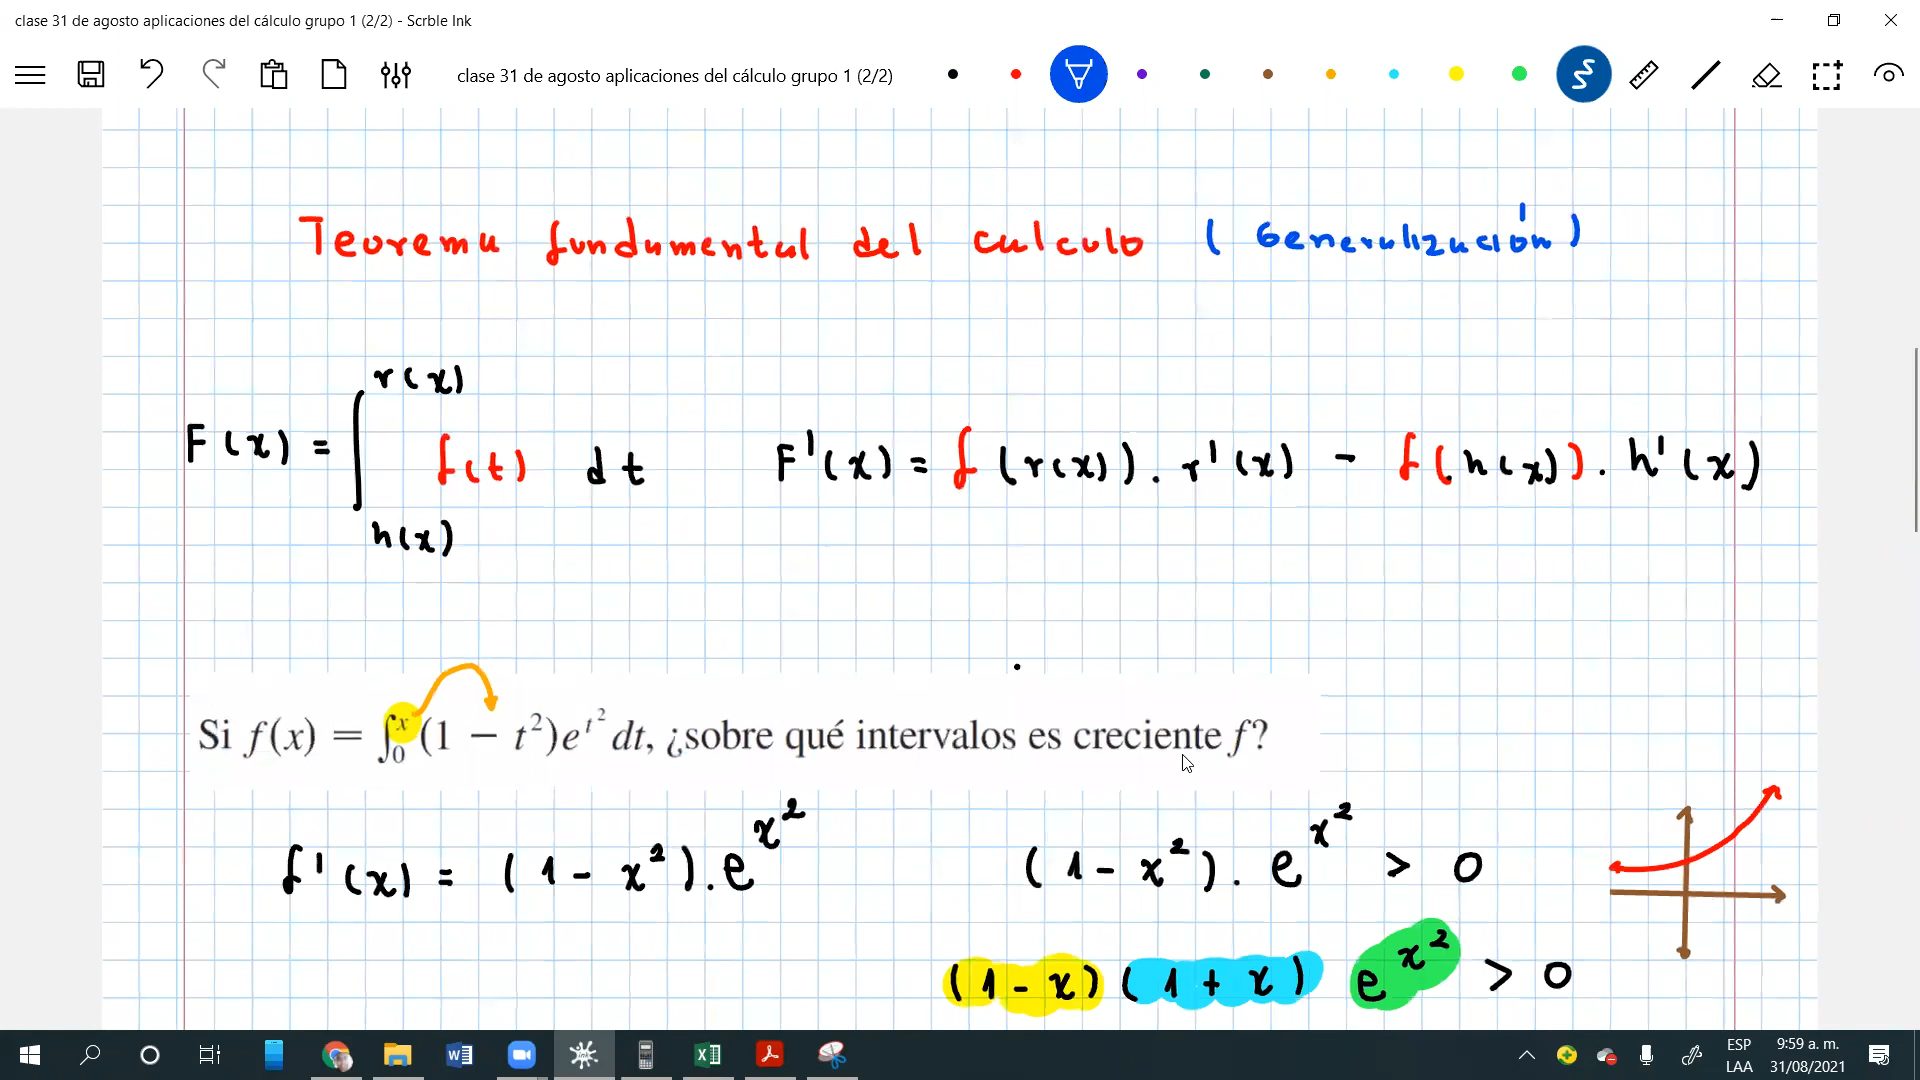 clase 31 de agosto aplicaciones del cálculo grupo 1 (2/2) - Scrble Ink
clase 31 de agosto aplicaciones del cálculo grupo 1 (2/2)
Teorema fundamental del calculo (Generalización)
F(x) = ∫_{h(x)}^{r(x)} f(t) dt    F'(x) = f(r(x)) . r'(x) - f(h(x)) . h'(x)
Si f(x) = ∫_0^x (1 − t²)e^{t²} dt, ¿sobre qué intervalos es creciente f?
f'(x) = (1 - x²) . e^{x²}    (1 - x²) . e^{x²} > 0
(1 - x) (1 + x) e^{x²} > 0
ESP 9:59 a. m.
LAA 31/08/2021